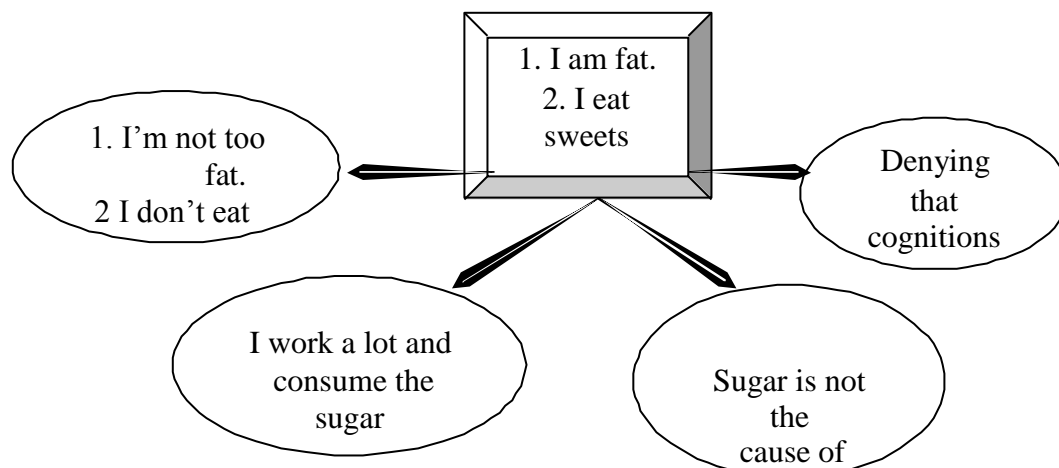 1. I am fat.
2. I eat
sweets
1. I'm not too
fat.
2 I don't eat
Denying
that
cognitions
I work a lot and
consume the
sugar
Sugar is not
the
cause of